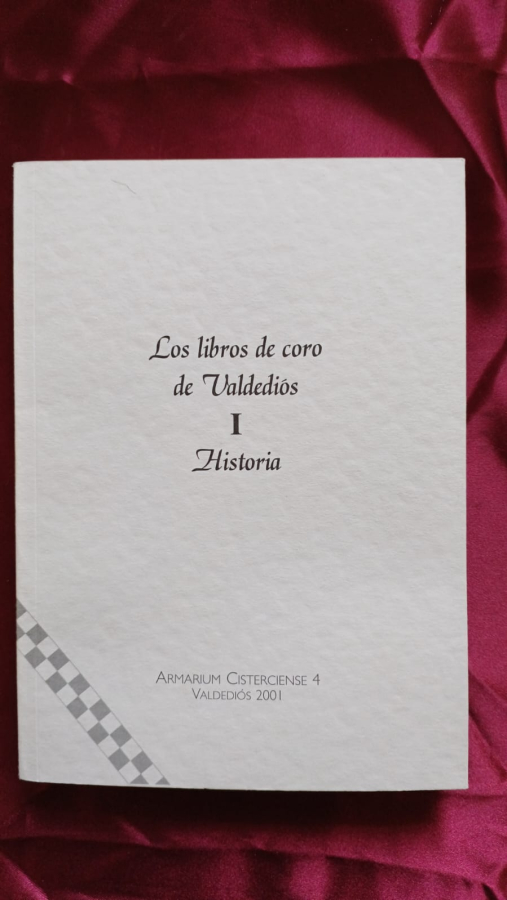 Los libros de coro
de Valdediós
I
Historia
Armarium Cisterciense 4
Valdediós 2001